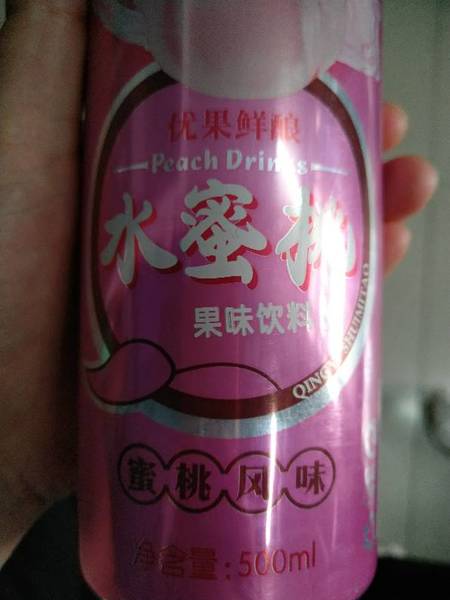 优果鲜酿
Peach Drinks
水蜜桃
果味饮料
SHUIMITAO
蜜桃风味
净含量:500ml